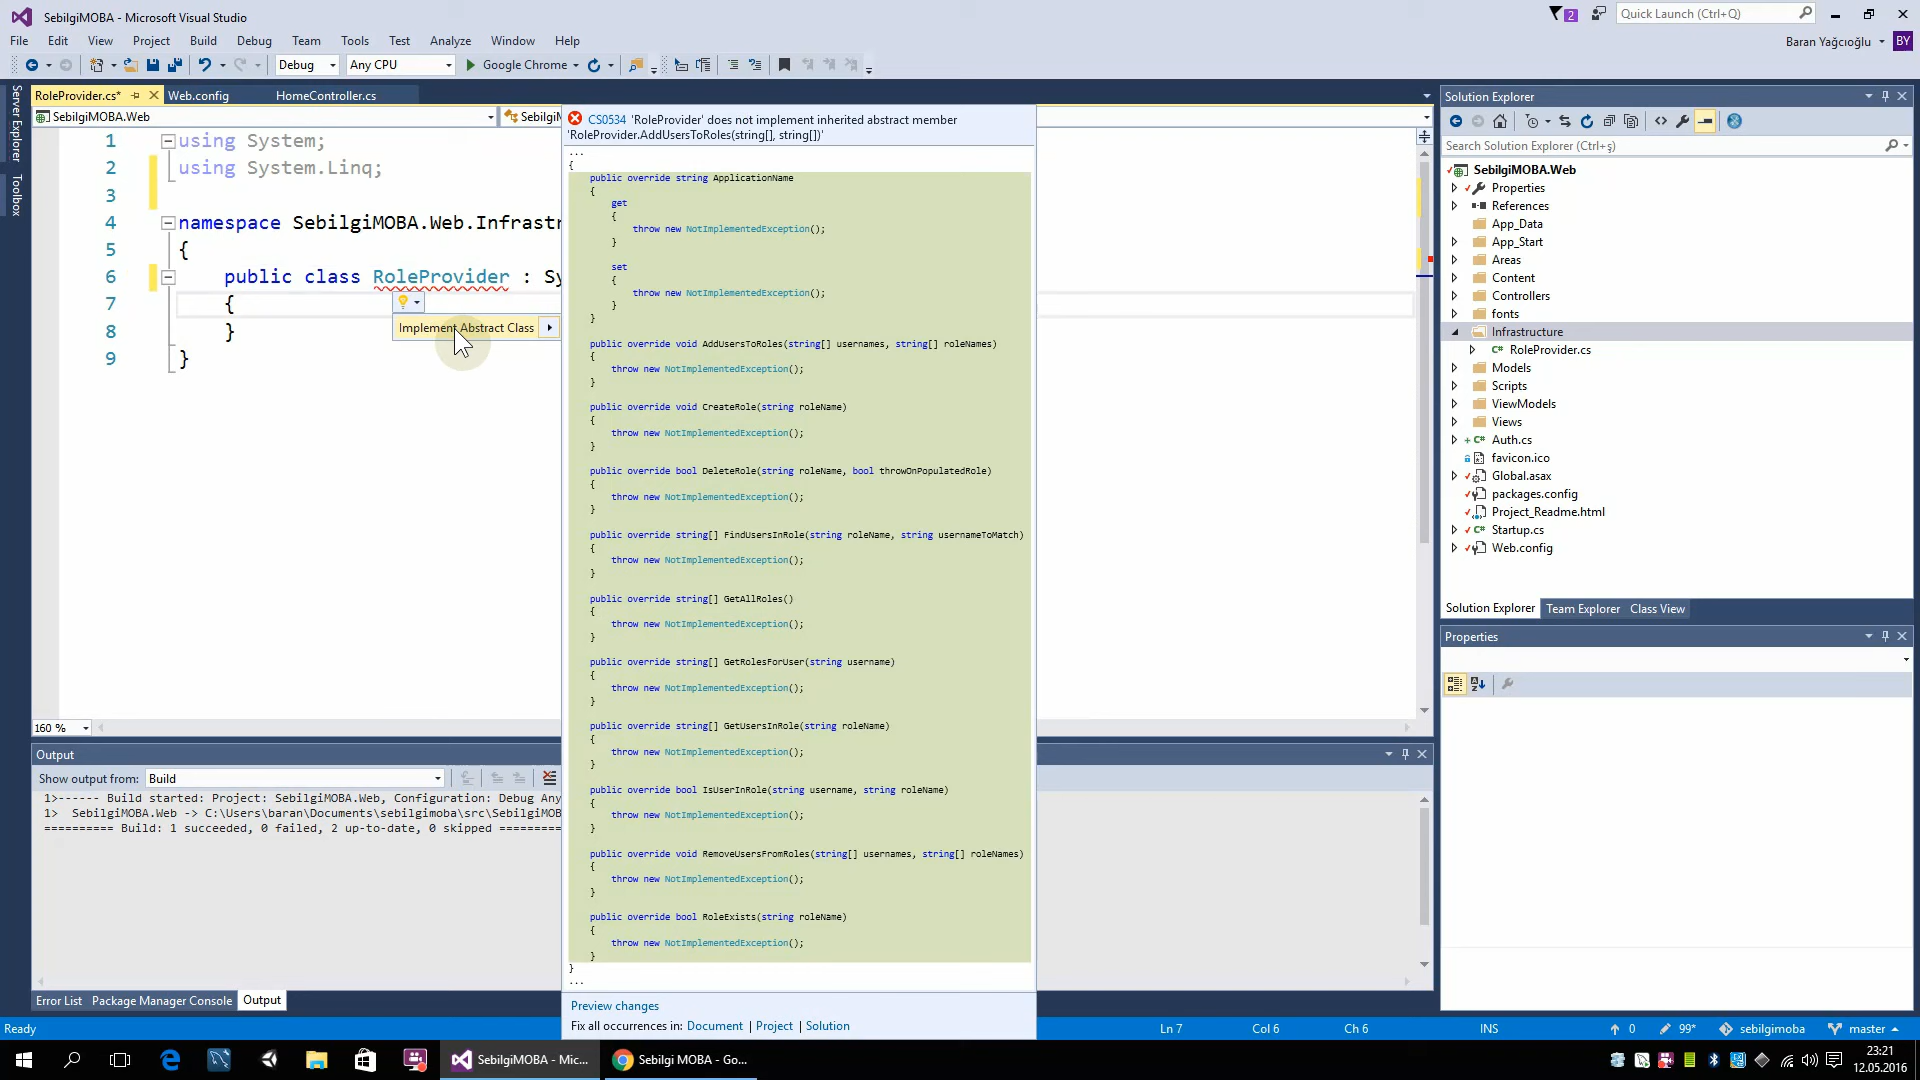 SebilgiMOBA - Microsoft Visual Studio
2
Quick Launch (Ctrl+Q)
File Edit View Project Build Debug Team Tools Test Analyze Window Help
Baran Yağcıoğlu BY
Debug Any CPU Google Chrome
Server Explorer
Toolbox
RoleProvider.cs* Web.config HomeController.cs
SebilgiMOBA.Web
1 using System;
2 using System.Linq;
3
4 namespace SebilgiMOBA.Web.Infrastr
5 {
6 public class RoleProvider : Sy
7 {
8 }
9 }
Implement Abstract Class
CS0534 'RoleProvider' does not implement inherited abstract member
'RoleProvider.AddUsersToRoles(string[], string[])'
...
{
public override string ApplicationName
{
get
{
throw new NotImplementedException();
}
set
{
throw new NotImplementedException();
}
}
public override void AddUsersToRoles(string[] usernames, string[] roleNames)
{
throw new NotImplementedException();
}
public override void CreateRole(string roleName)
{
throw new NotImplementedException();
}
public override bool DeleteRole(string roleName, bool throwOnPopulatedRole)
{
throw new NotImplementedException();
}
public override string[] FindUsersInRole(string roleName, string usernameToMatch)
{
throw new NotImplementedException();
}
public override string[] GetAllRoles()
{
throw new NotImplementedException();
}
public override string[] GetRolesForUser(string username)
{
throw new NotImplementedException();
}
public override string[] GetUsersInRole(string roleName)
{
throw new NotImplementedException();
}
public override bool IsUserInRole(string username, string roleName)
{
throw new NotImplementedException();
}
public override void RemoveUsersFromRoles(string[] usernames, string[] roleNames)
{
throw new NotImplementedException();
}
public override bool RoleExists(string roleName)
{
throw new NotImplementedException();
}
}
...
Preview changes
Fix all occurrences in: Document | Project | Solution
160 %
Output
Show output from: Build
1>------ Build started: Project: SebilgiMOBA.Web, Configuration: Debug Any
1> SebilgiMOBA.Web -> C:\Users\baran\Documents\sebilgimoba\src\SebilgiMOB
========== Build: 1 succeeded, 0 failed, 2 up-to-date, 0 skipped =========
Error List Package Manager Console Output
Solution Explorer
Search Solution Explorer (Ctrl+ş)
SebilgiMOBA.Web
Properties
References
App_Data
App_Start
Areas
Content
Controllers
fonts
Infrastructure
C# RoleProvider.cs
Models
Scripts
ViewModels
Views
C# Auth.cs
favicon.ico
Global.asax
packages.config
Project_Readme.html
C# Startup.cs
Web.config
Solution Explorer Team Explorer Class View
Properties
Ready Ln 7 Col 6 Ch 6 INS 0 99* sebilgimoba master
SebilgiMOBA - Mic... Sebilgi MOBA - Go...
23:21
12.05.2016